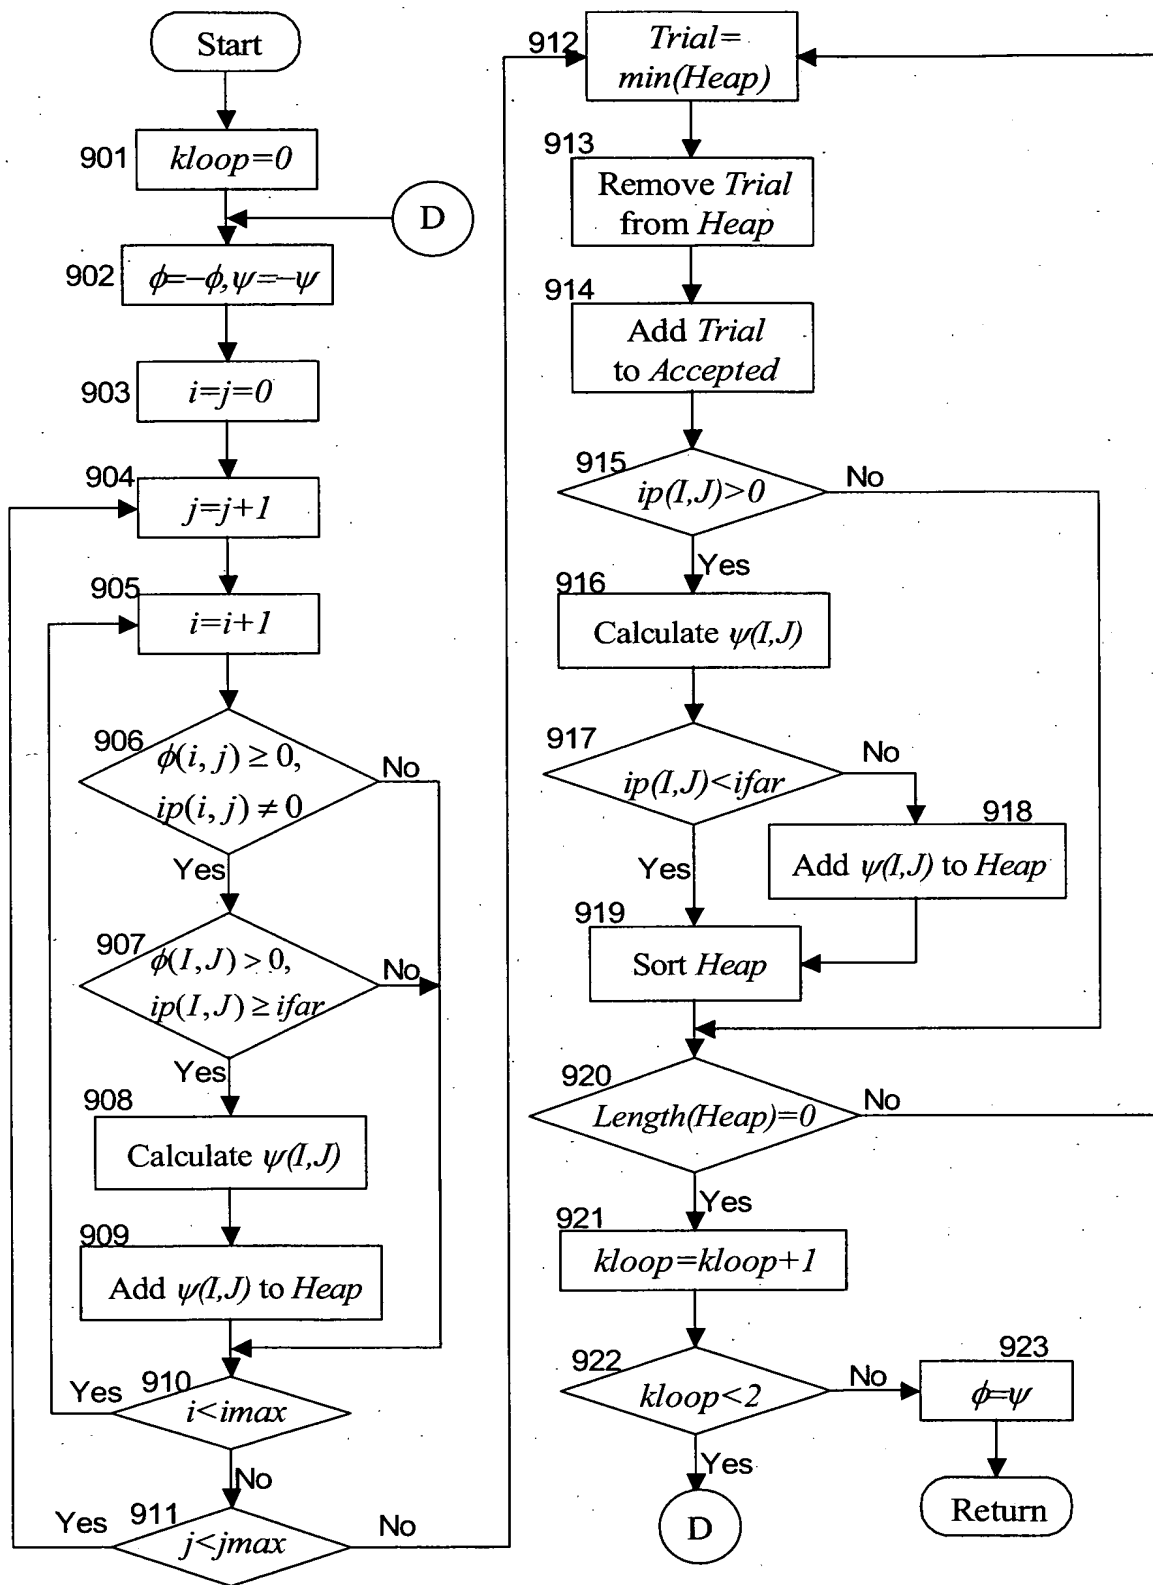 Start
901
kloop=0
D
902
ϕ=−ϕ,ψ=−ψ
903
i=j=0
904
j=j+1
905
i=i+1
906
ϕ(i, j) ≥ 0,
ip(i, j) ≠ 0
No
Yes
907
ϕ(I, J) > 0,
ip(I, J) ≥ ifar
No
Yes
908
Calculate ψ(I,J)
909
Add ψ(I,J) to Heap
910
Yes
i<imax
No
911
Yes
j<jmax
No
912
Trial=
min(Heap)
913
Remove Trial
from Heap
914
Add Trial
to Accepted
915
ip(I,J)>0
No
Yes
916
Calculate ψ(I,J)
917
ip(I,J)<ifar
No
918
Add ψ(I,J) to Heap
Yes
919
Sort Heap
920
Length(Heap)=0
No
Yes
921
kloop=kloop+1
922
kloop<2
No
923
ϕ=ψ
Yes
D
Return